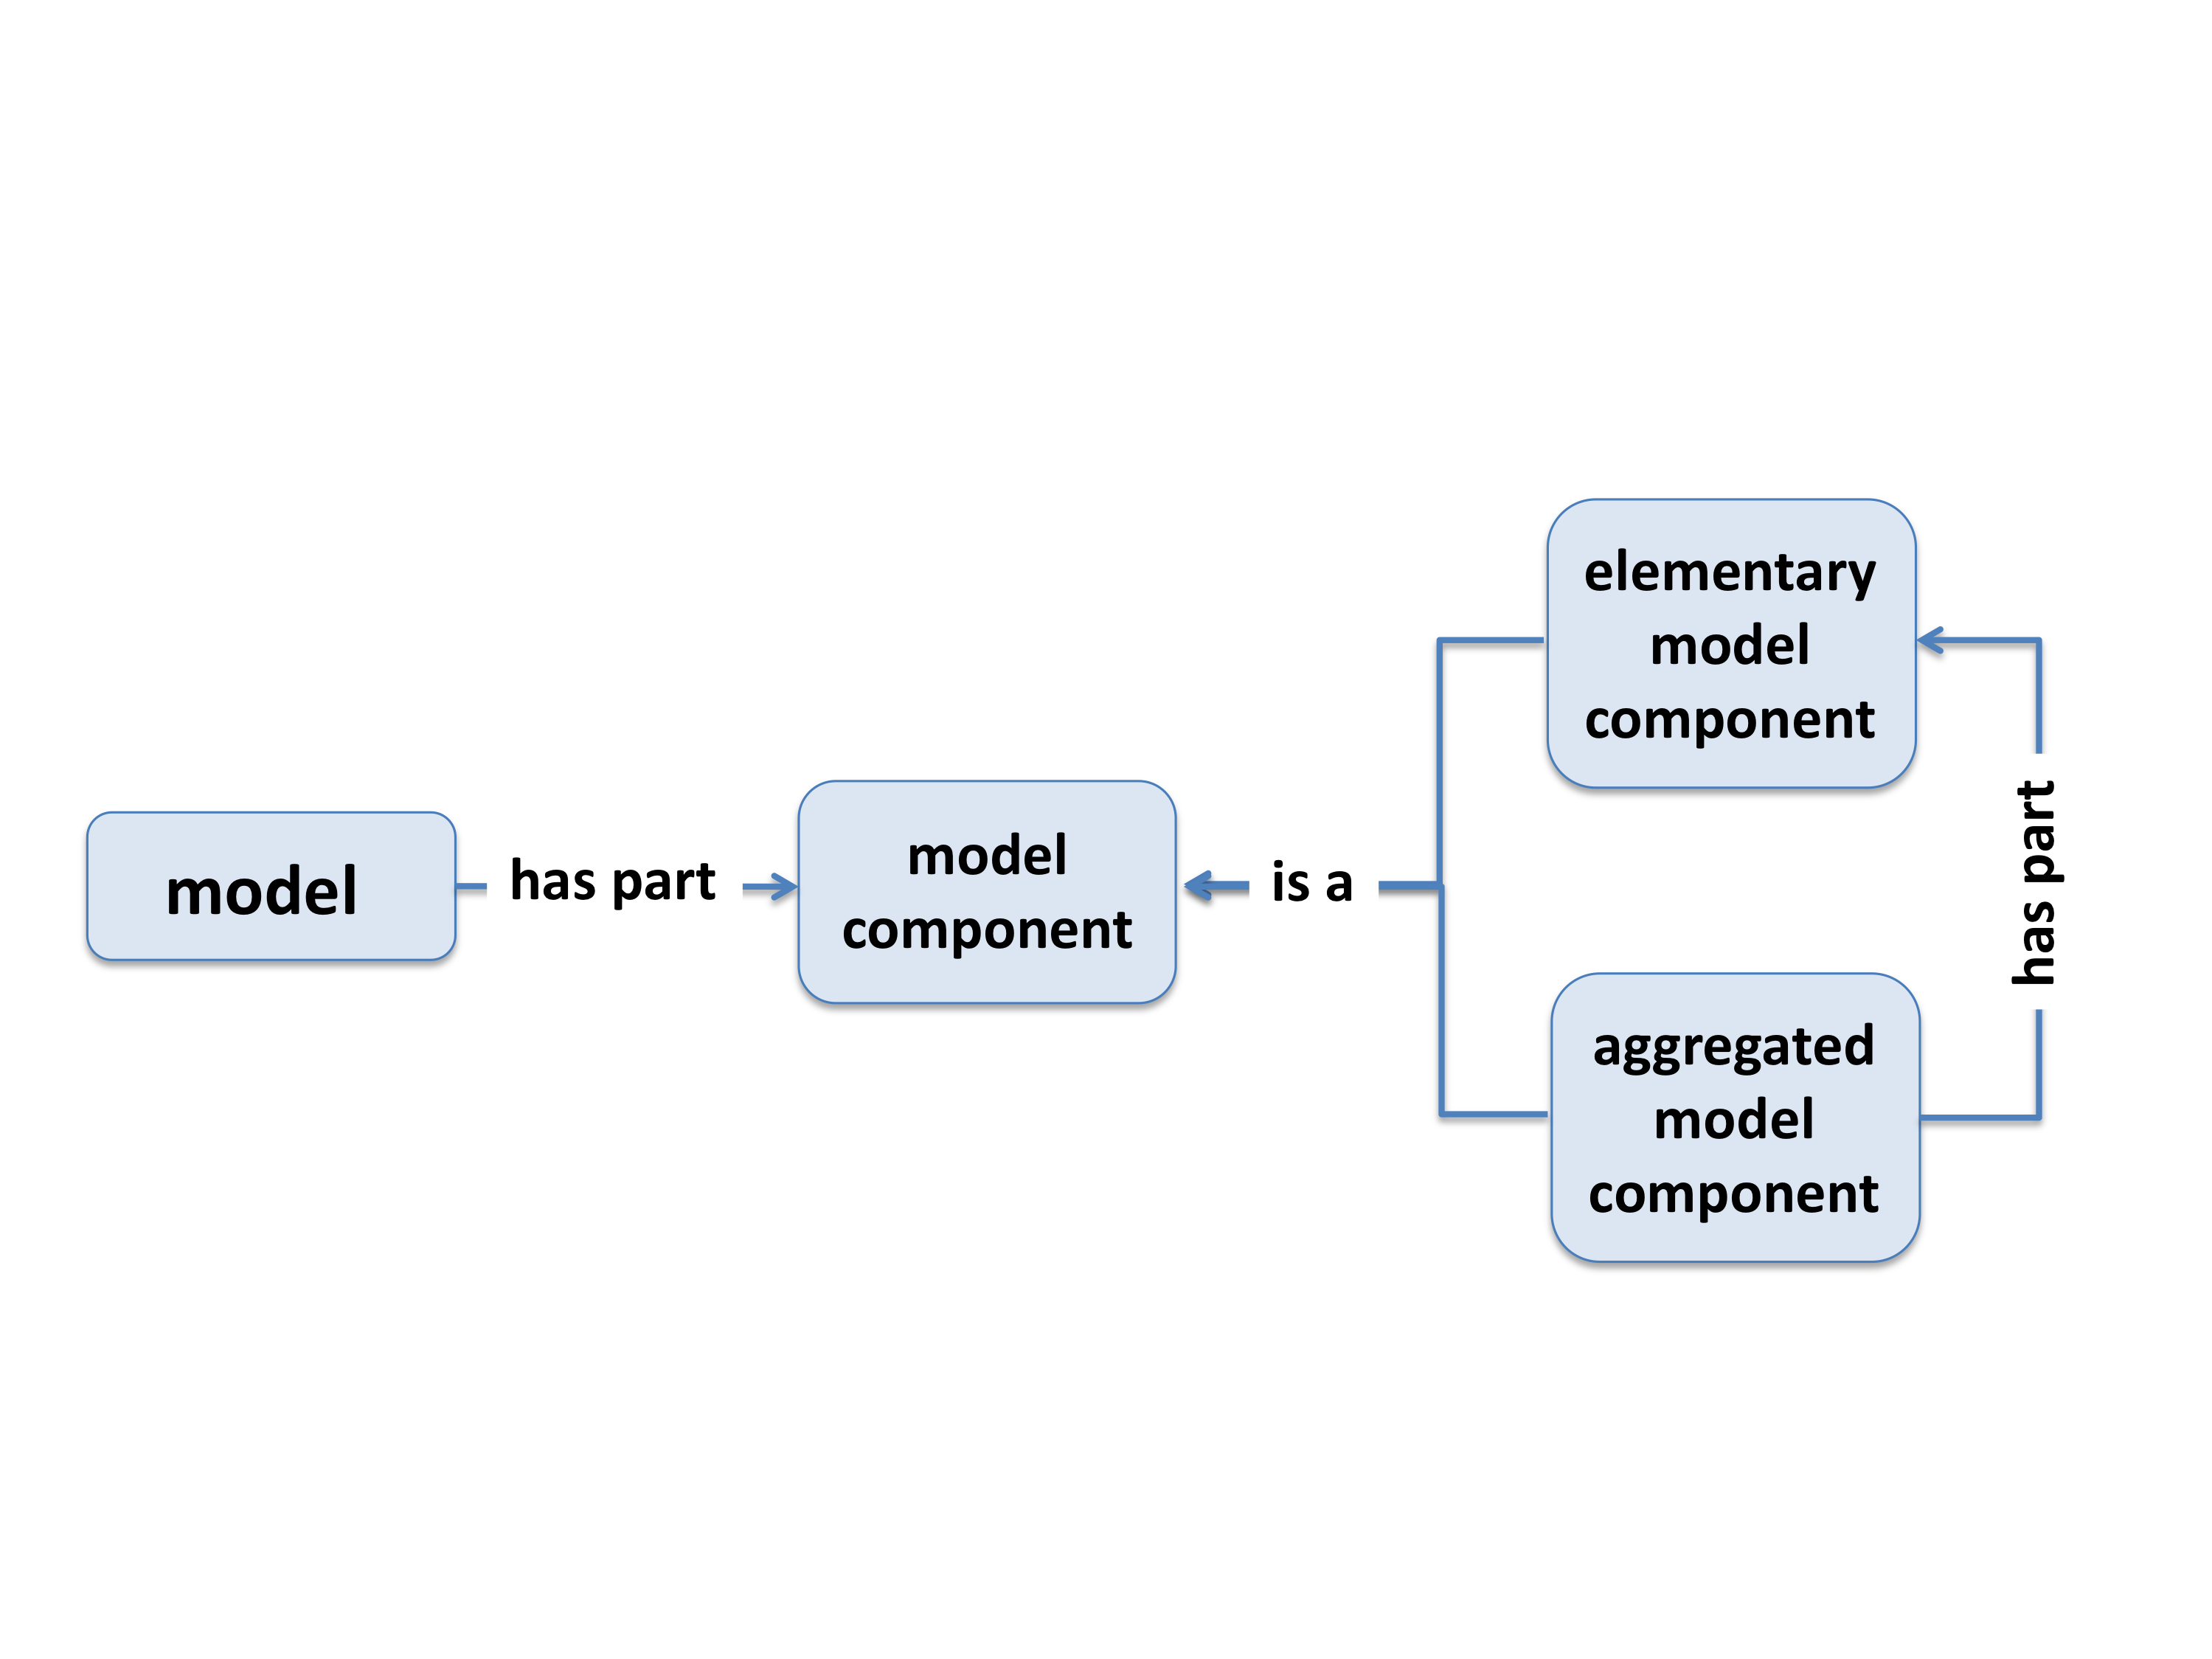 model
has part
model
component
is a
elementary
model
component
aggregated
model
component
has part